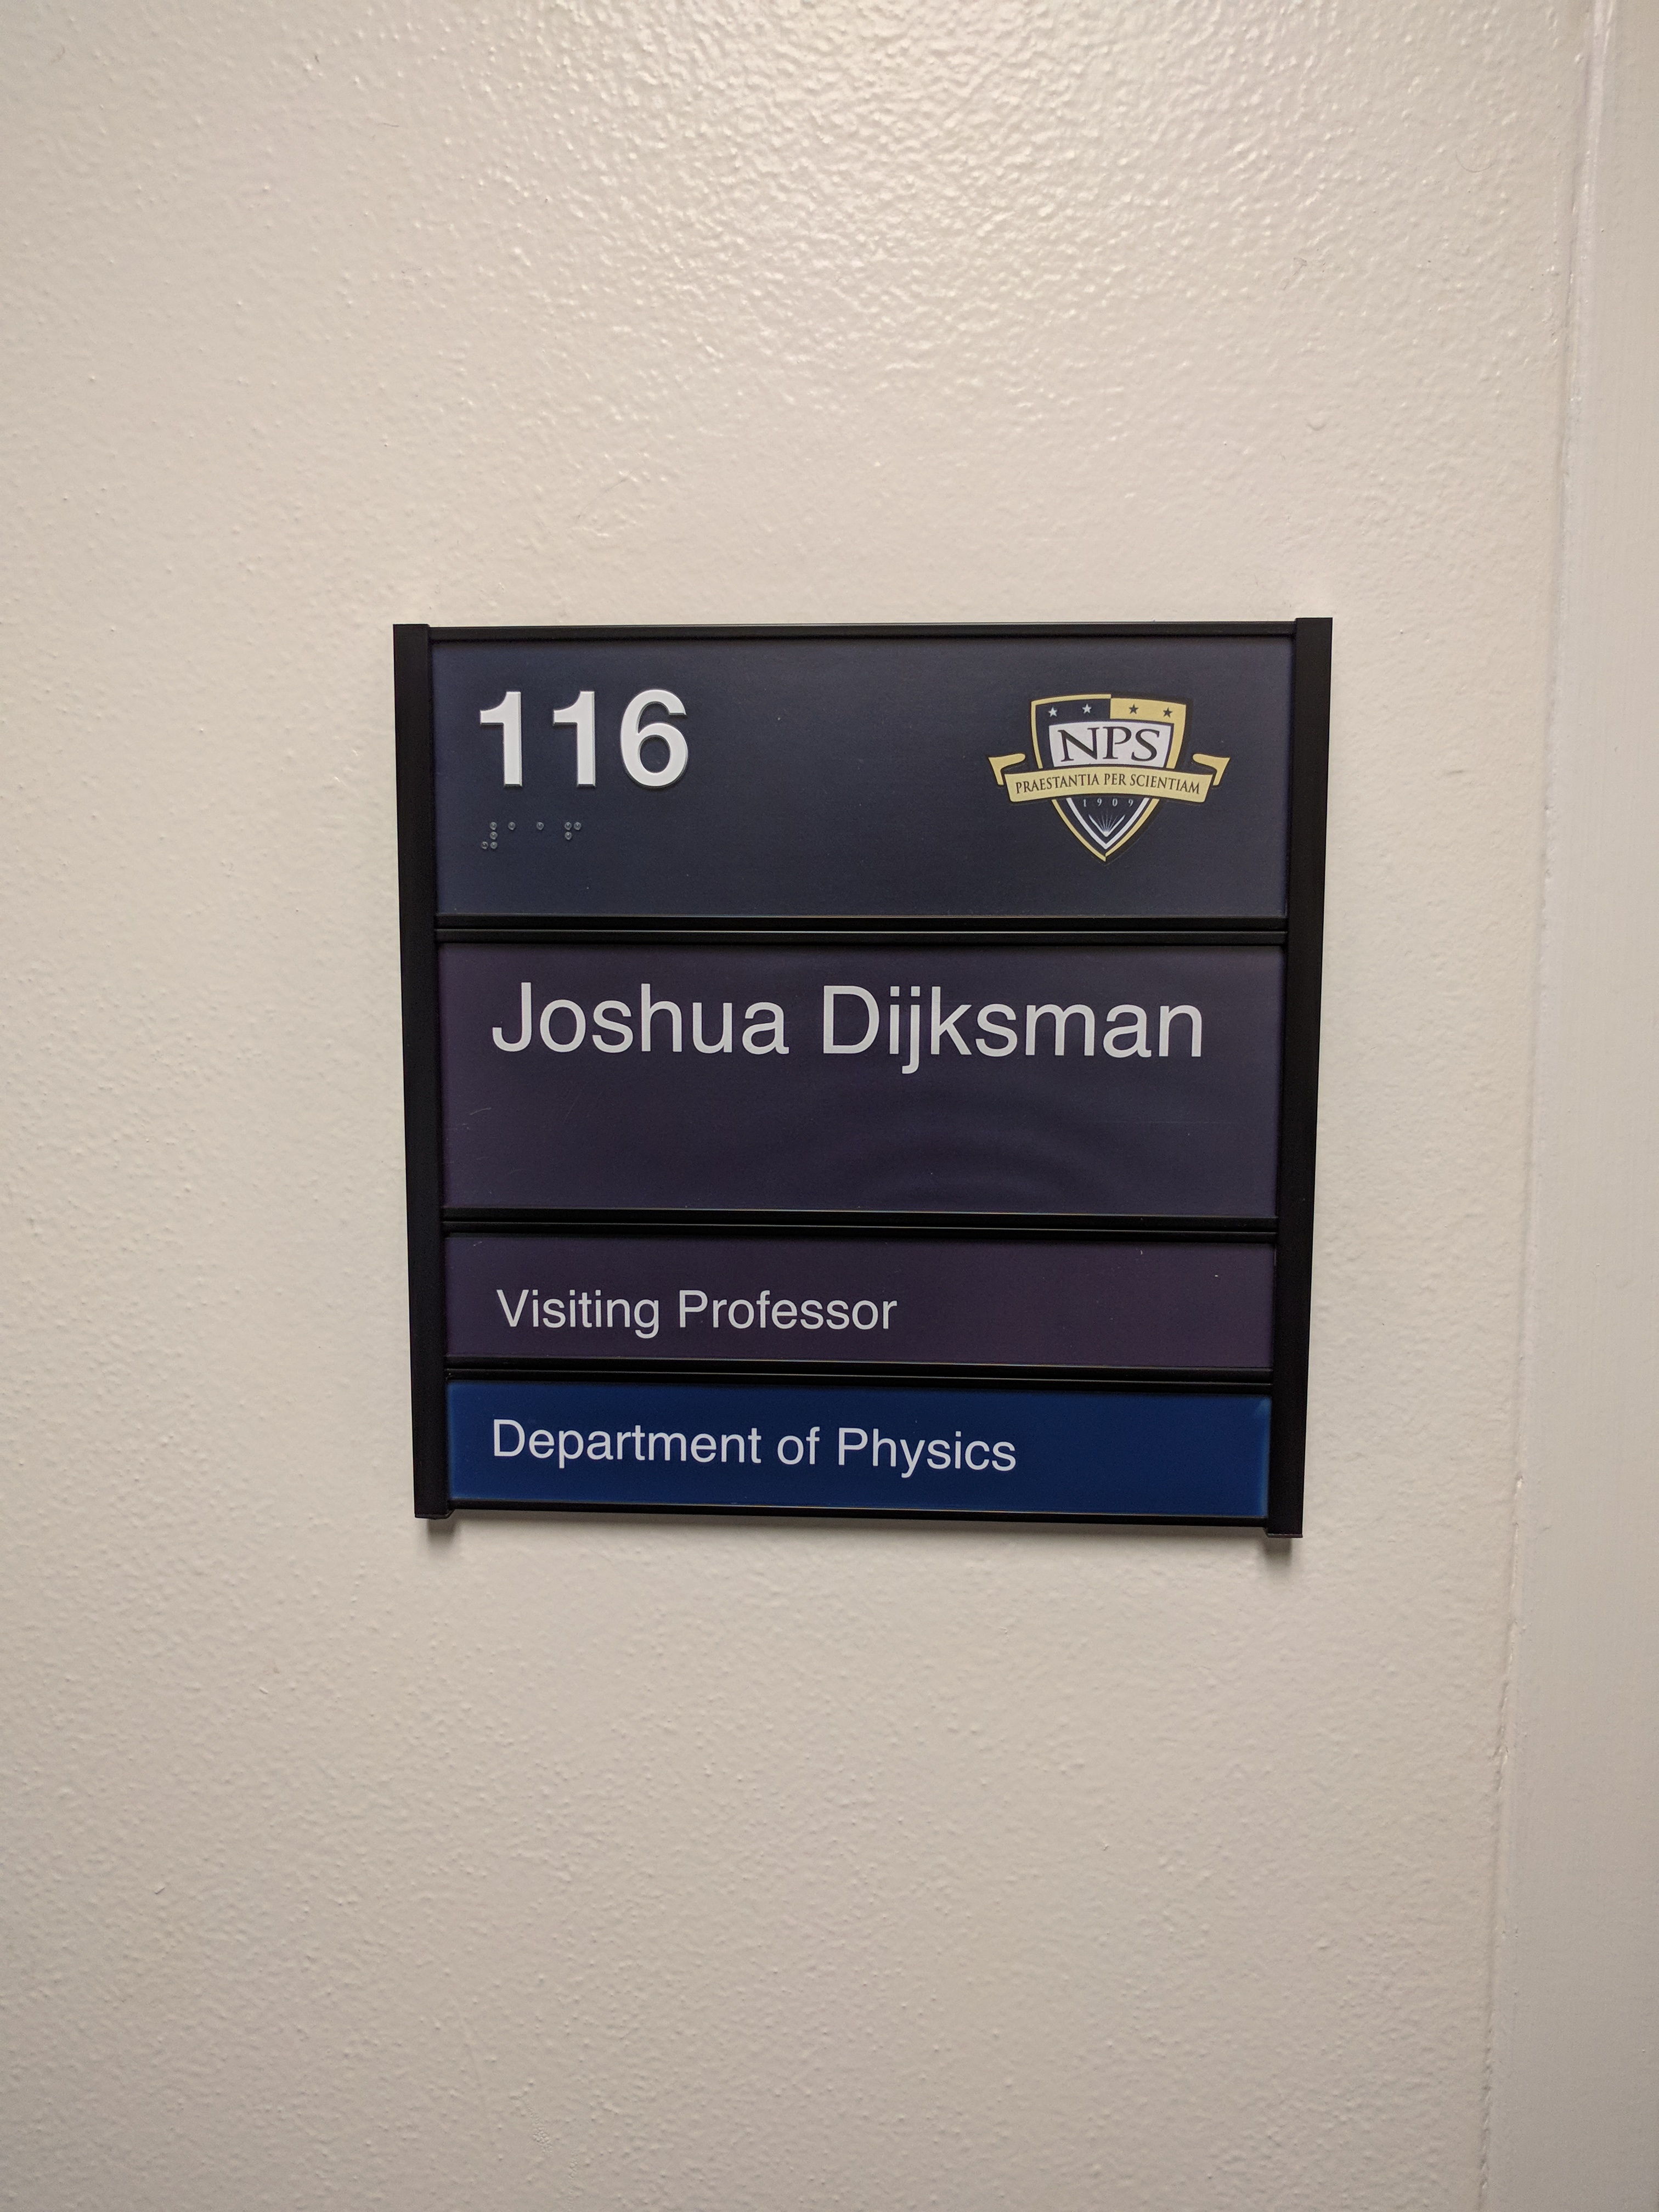 116
NPS
PRAESTANTIA PER SCIENTIAM
1909
⠼⠁⠁⠋
Joshua Dijksman
Visiting Professor
Department of Physics